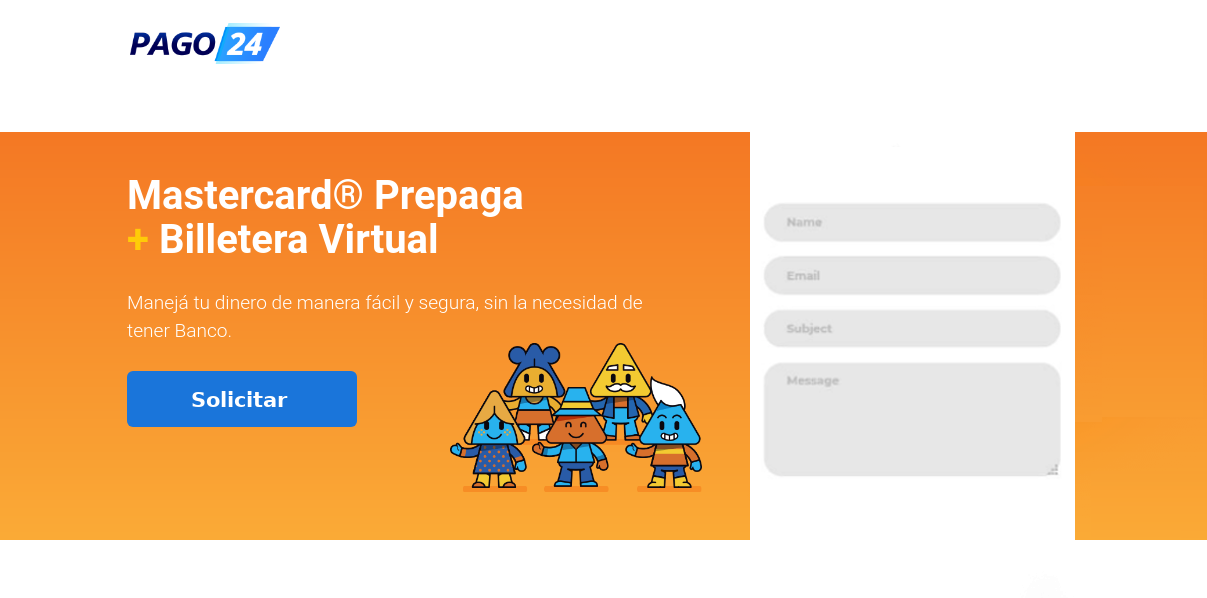 PAGO 24
Mastercard® Prepaga
+ Billetera Virtual
Manejá tu dinero de manera fácil y segura, sin la necesidad de
tener Banco.
Solicitar
Name
Email
Subject
Message